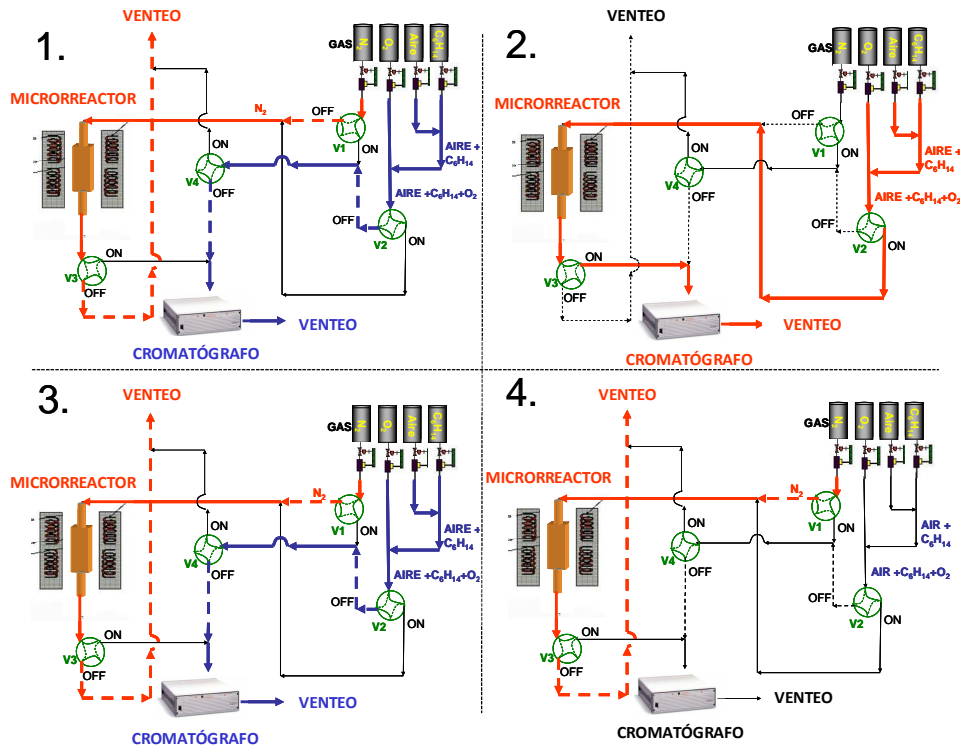 1.
VENTEO
GAS
N2
O2
Aire
C6H14
MICRORREACTOR
N2
OFF
V1
ON
ON
AIRE +
C6H14
V4
OFF
AIRE +C6H14+O2
OFF
V2
ON
ON
V3
OFF
VENTEO
CROMATÓGRAFO
2.
VENTEO
GAS
N2
O2
Aire
C6H14
MICRORREACTOR
OFF
V1
ON
ON
AIRE +
C6H14
V4
OFF
AIRE +C6H14+O2
OFF
V2
ON
ON
V3
OFF
VENTEO
CROMATÓGRAFO
3.
VENTEO
GAS
N2
O2
Aire
C6H14
MICRORREACTOR
N2
OFF
V1
ON
ON
AIRE +
C6H14
V4
OFF
AIRE +C6H14+O2
OFF
V2
ON
ON
V3
OFF
VENTEO
CROMATÓGRAFO
4.
VENTEO
GAS
N2
O2
Aire
MICRORREACTOR
N2
OFF
V1
ON
ON
AIR +
C6H14
V4
OFF
AIR +C6H14+O2
OFF
V2
ON
ON
V3
OFF
VENTEO
CROMATÓGRAFO